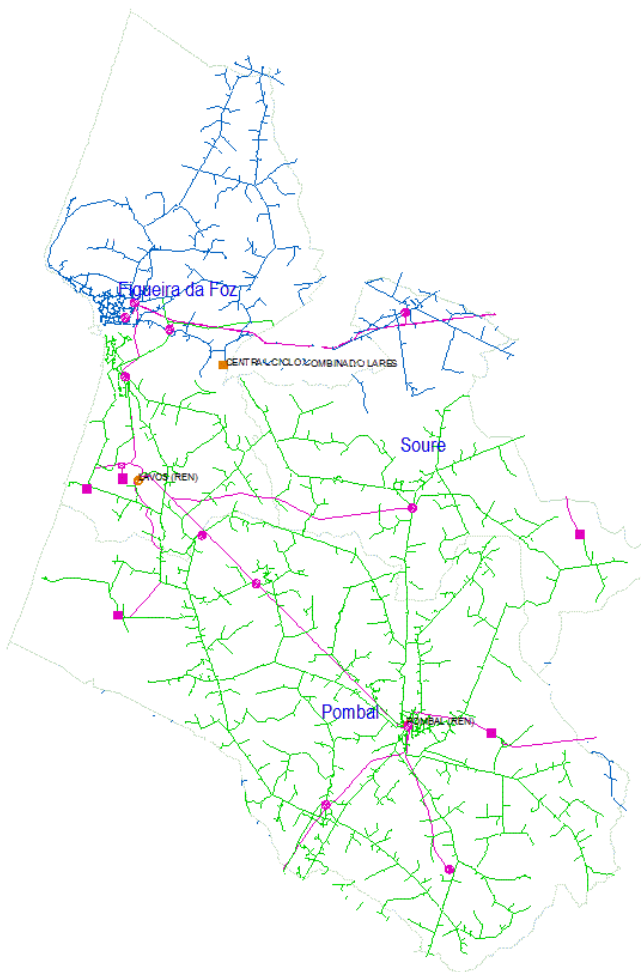 Figueira da Foz
CENTRAL CICLO COMBINADO LARES
Soure
LAVOS (REN)
Pombal
POMBAL (REN)